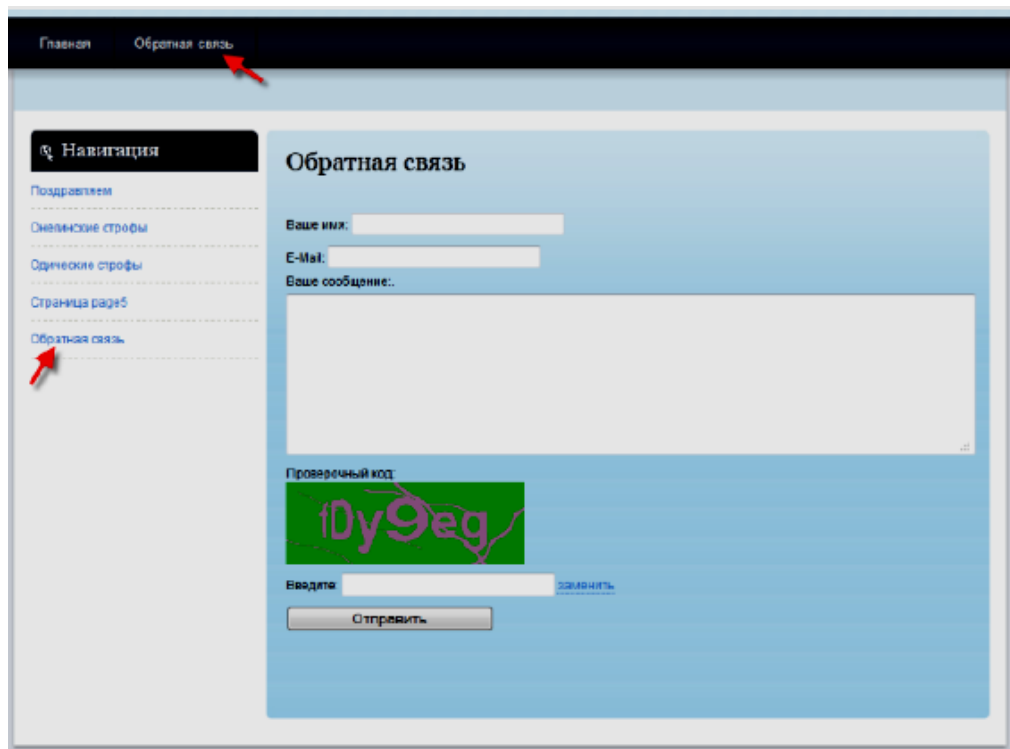 Главная Обратная связь
Навигация
Поздравляем
Онегинские строфы
Одические строфы
Страница page5
Обратная связь
Обратная связь
Ваше имя:
E-Mail:
Ваше сообщение:.
Проверочный код:
fDy9eg
Введите: заменить
Отправить